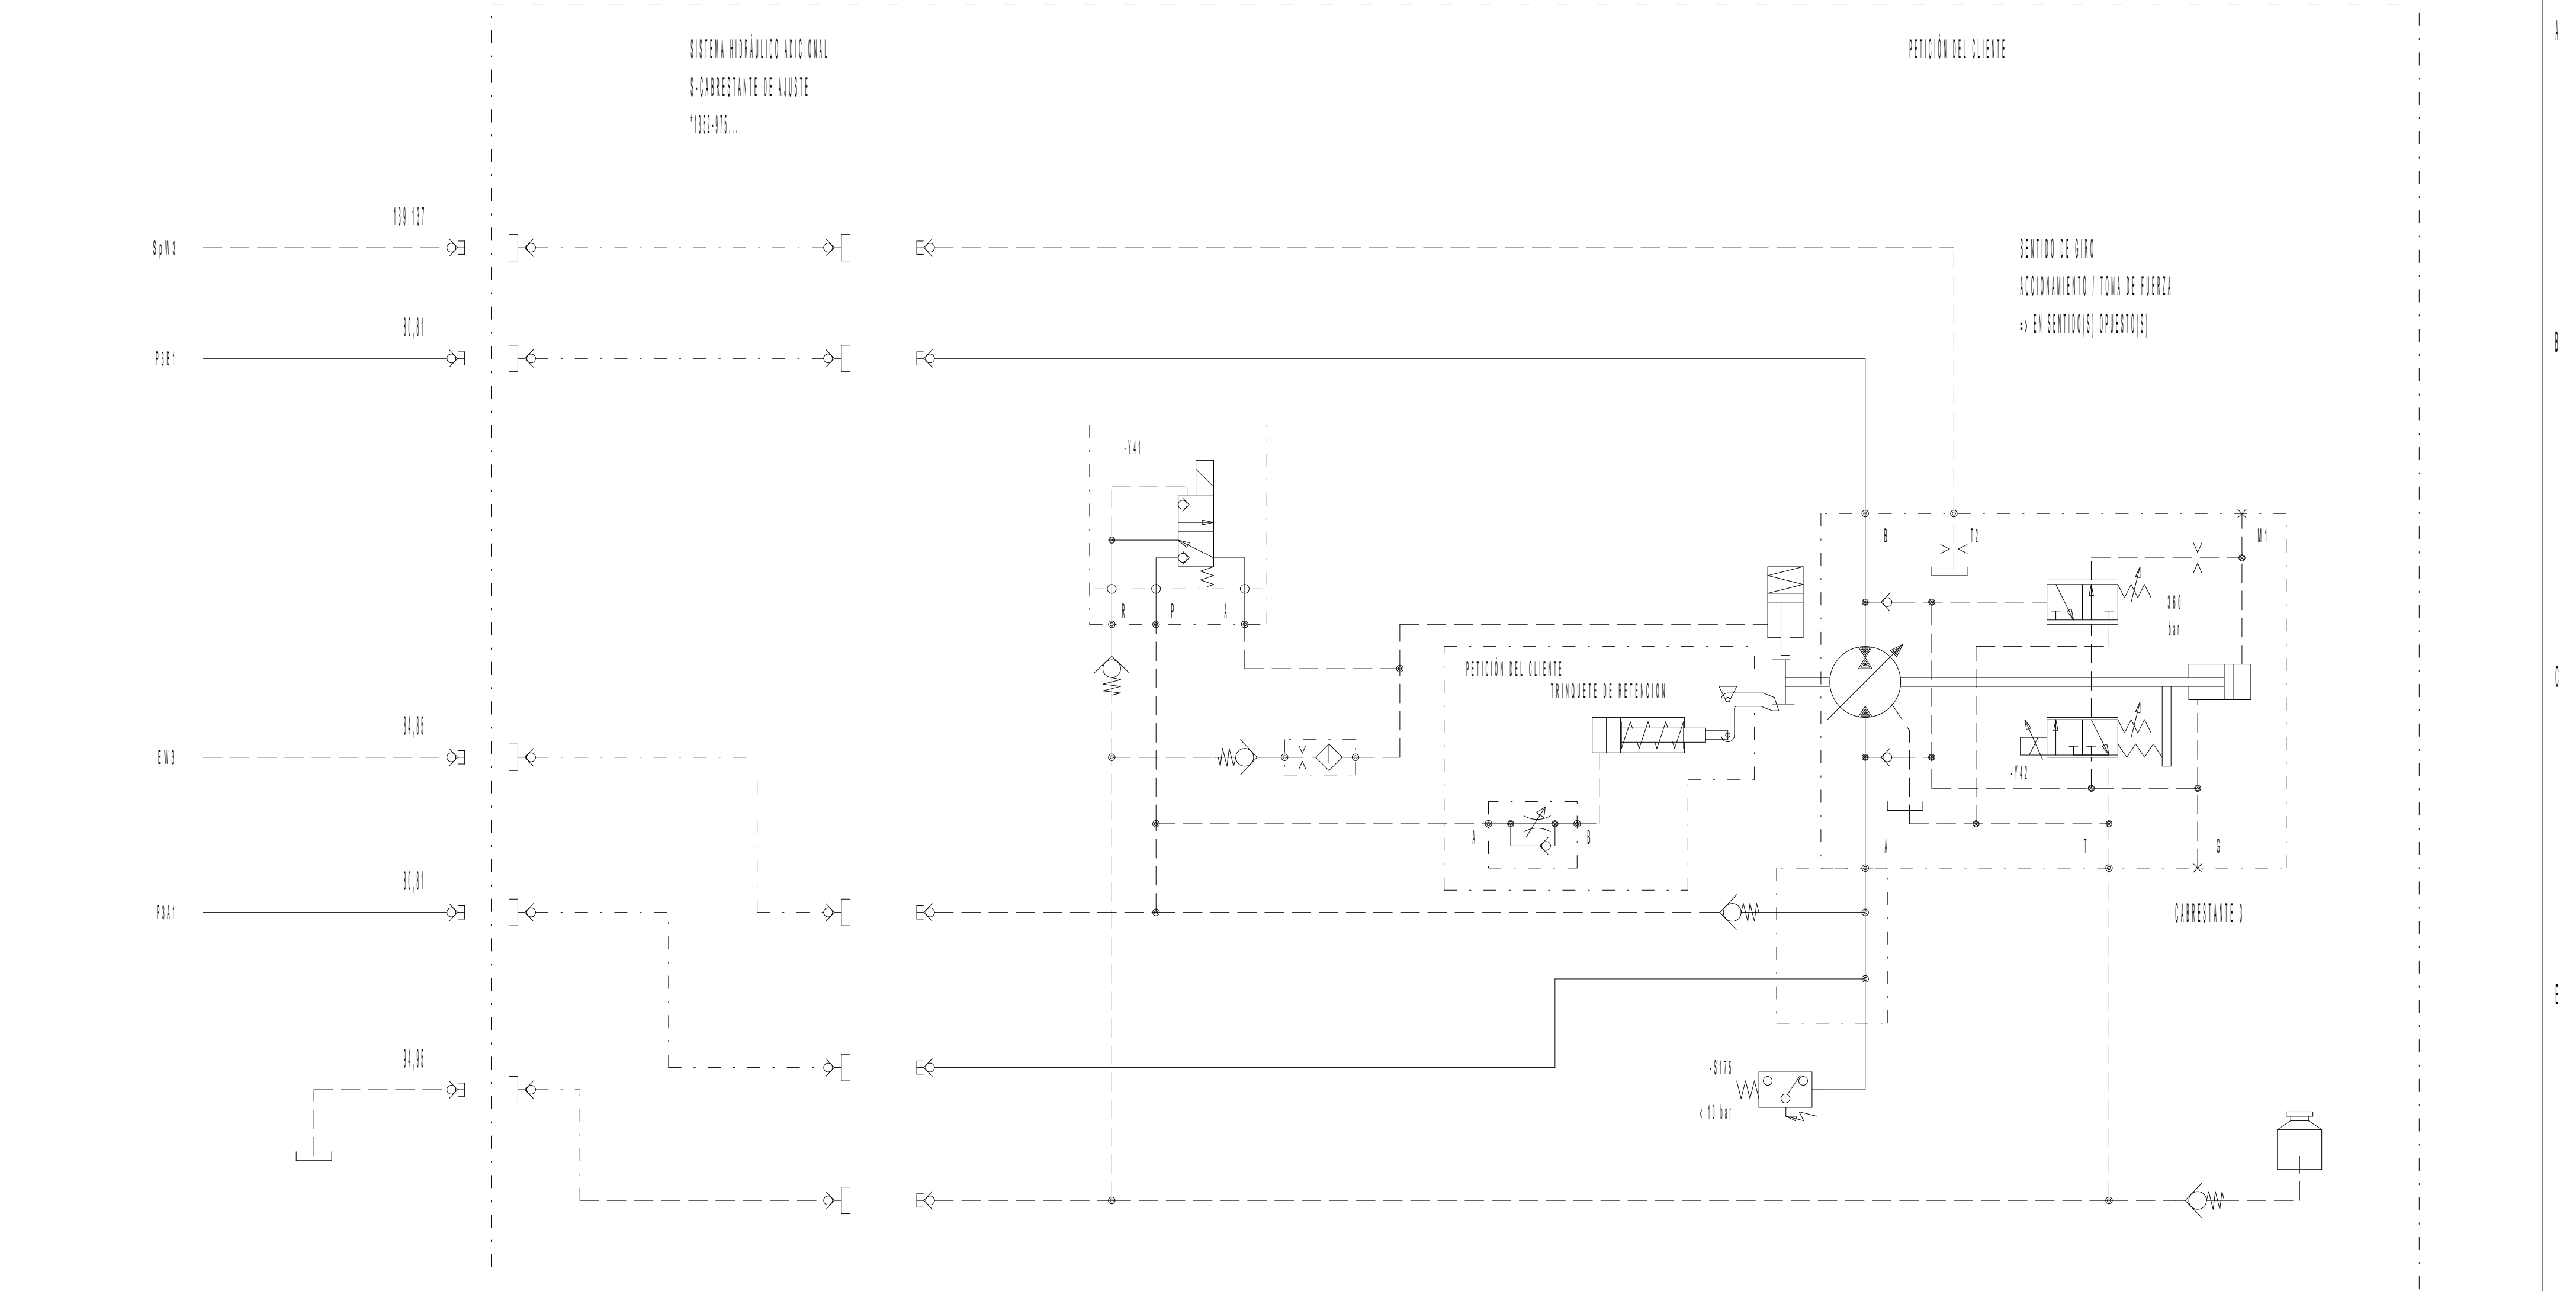 SISTEMA HIDRÁULICO ADICIONAL
S-CABRESTANTE DE AJUSTE
*1352-975...
PETICIÓN DEL CLIENTE
A
139,137
SpW3
SENTIDO DE GIRO
ACCIONAMIENTO / TOMA DE FUERZA
=> EN SENTIDO(S) OPUESTO(S)
80,81
P3B1
B
-Y41
R
P
A
B
T2
M1
360
bar
PETICIÓN DEL CLIENTE
TRINQUETE DE RETENCIÓN
C
84,85
EW3
-Y42
A
B
A
T
G
80,81
P3A1
CABRESTANTE 3
E
94,95
-S175
< 10 bar